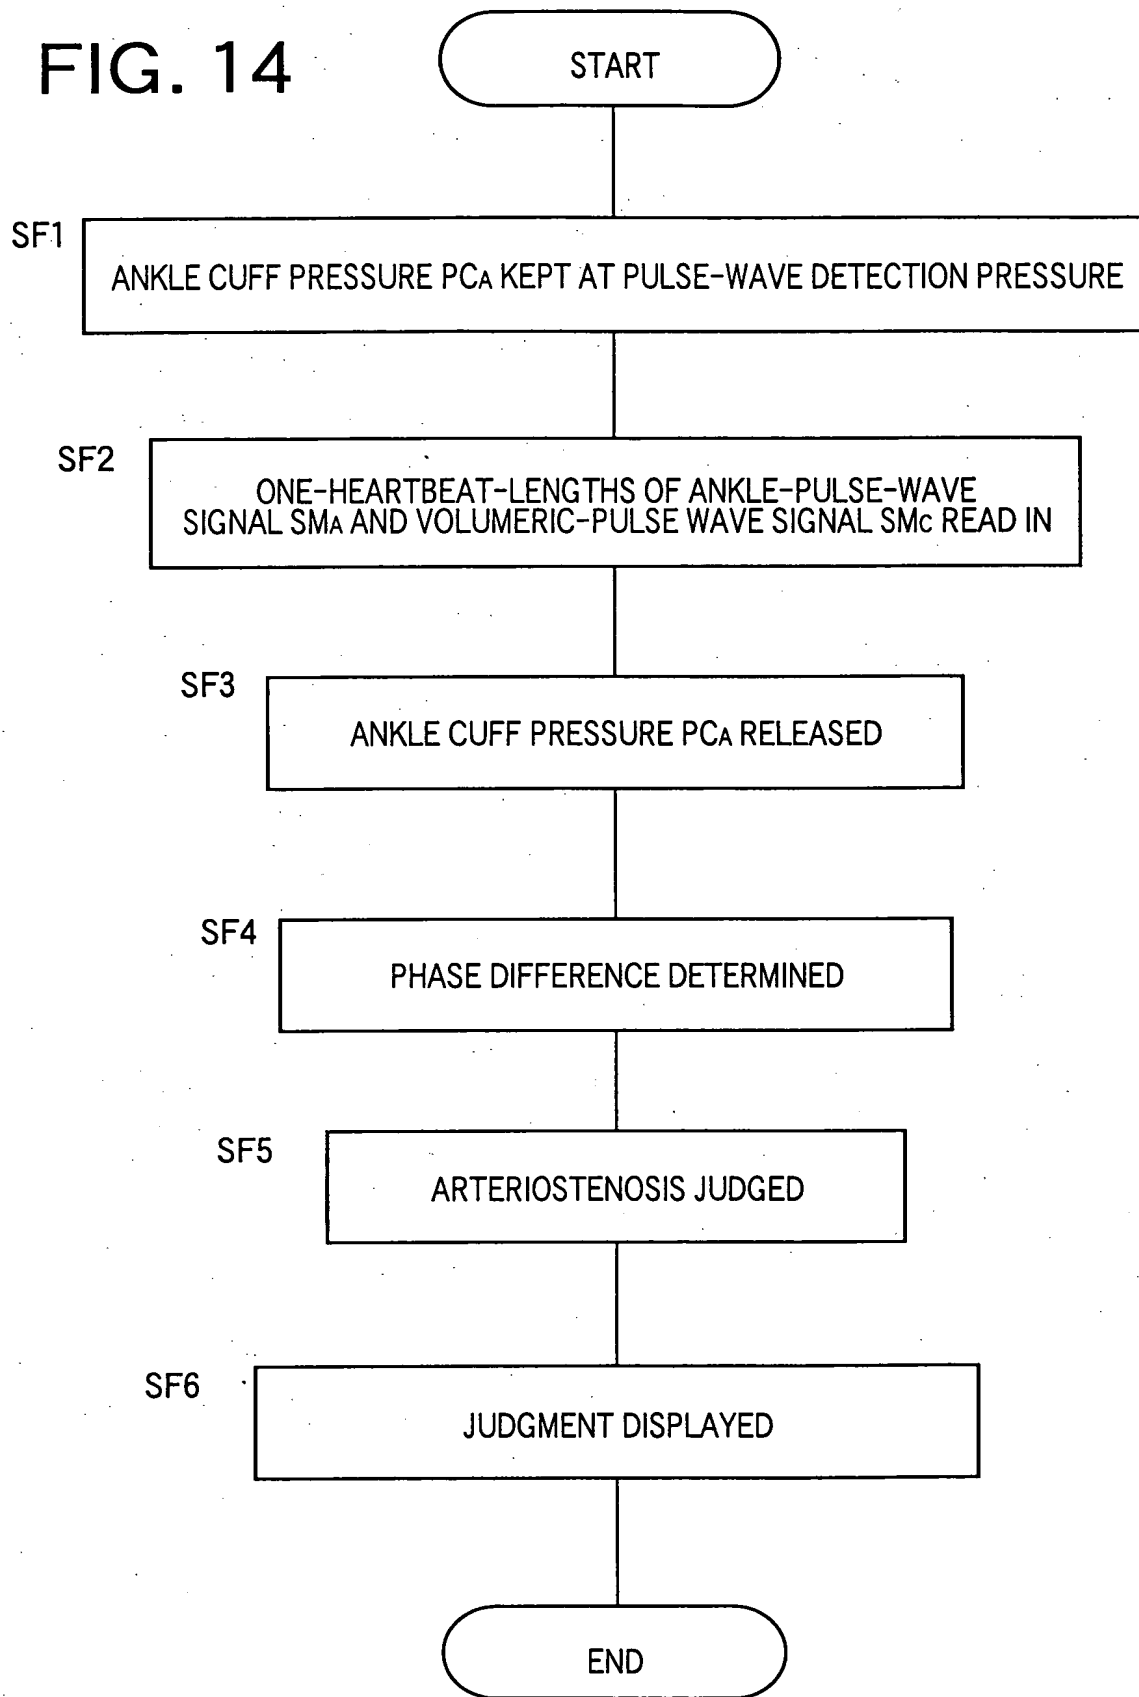 FIG. 14
START
SF1
ANKLE CUFF PRESSURE PCA KEPT AT PULSE-WAVE DETECTION PRESSURE
SF2
ONE-HEARTBEAT-LENGTHS OF ANKLE-PULSE-WAVE
SIGNAL SMA AND VOLUMERIC-PULSE WAVE SIGNAL SMC READ IN
SF3
ANKLE CUFF PRESSURE PCA RELEASED
SF4
PHASE DIFFERENCE DETERMINED
SF5
ARTERIOSTENOSIS JUDGED
SF6
JUDGMENT DISPLAYED
END